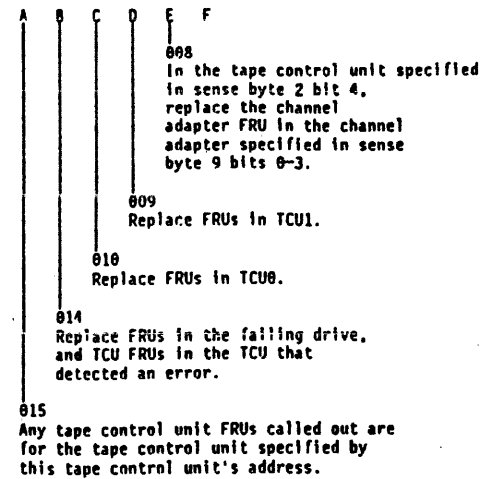 A B C D E F
008
In the tape control unit specified
in sense byte 2 bit 4,
replace the channel
adapter FRU in the channel
adapter specified in sense
byte 9 bits 0-3.
009
Replace FRUs in TCU1.
010
Replace FRUs in TCU0.
014
Replace FRUs in the failing drive,
and TCU FRUs in the TCU that
detected an error.
015
Any tape control unit FRUs called out are
for the tape control unit specified by
this tape control unit's address.